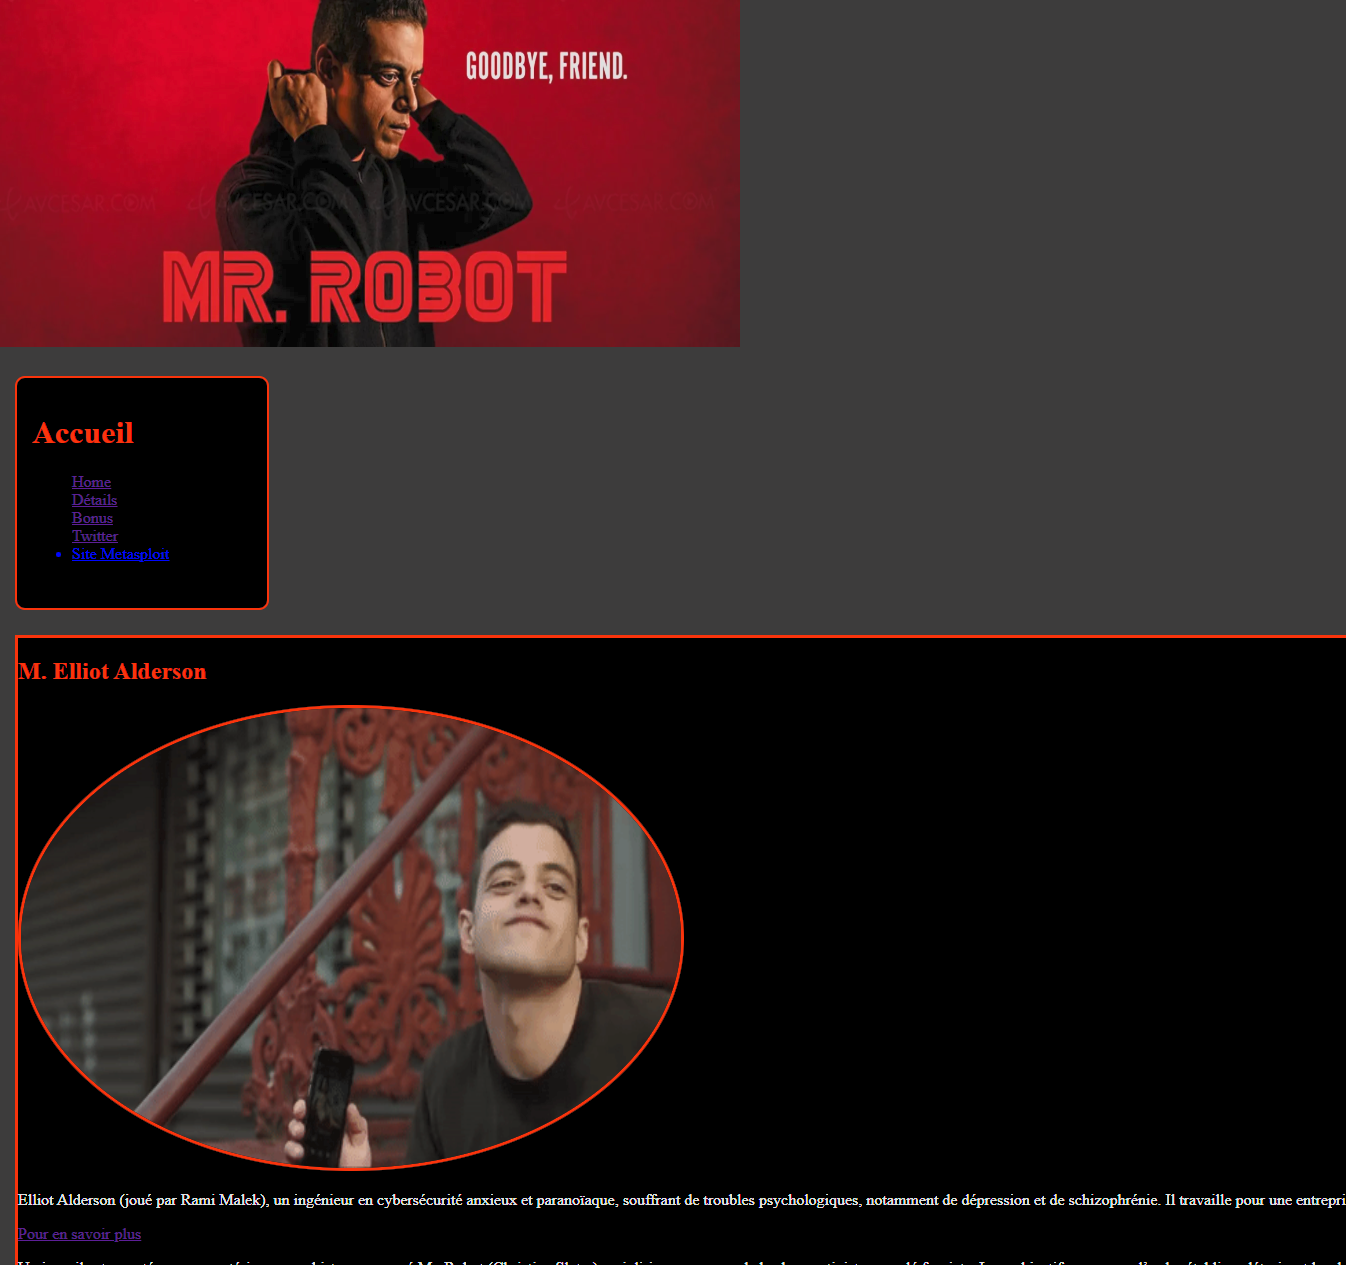 GOODBYE, FRIEND.
AVCESAR.COM AVCESAR.COM AVCESAR.COM AVCESAR.COM
MR. ROBOT
Accueil
Home
Détails
Bonus
Twitter
• Site Metasploit
M. Elliot Alderson
Elliot Alderson (joué par Rami Malek), un ingénieur en cybersécurité anxieux et paranoïaque, souffrant de troubles psychologiques, notamment de dépression et de schizophrénie. Il travaille pour une entrepri
Pour en savoir plus